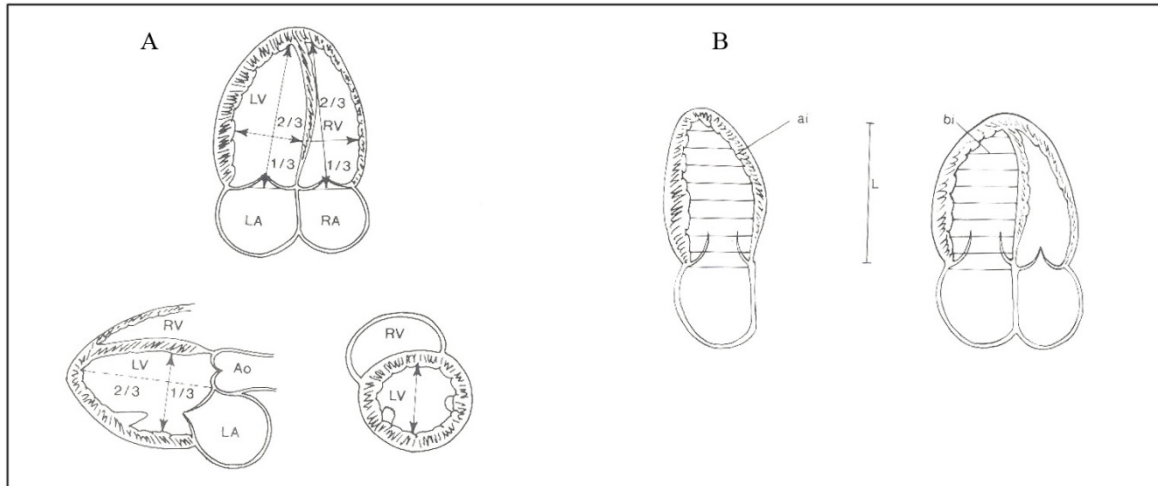 A
LV
2/3
2/3
RV
1/3
1/3
LA
RA
RV
LV
2/3
1/3
Ao
LA
RV
LV
B
ai
L
bi